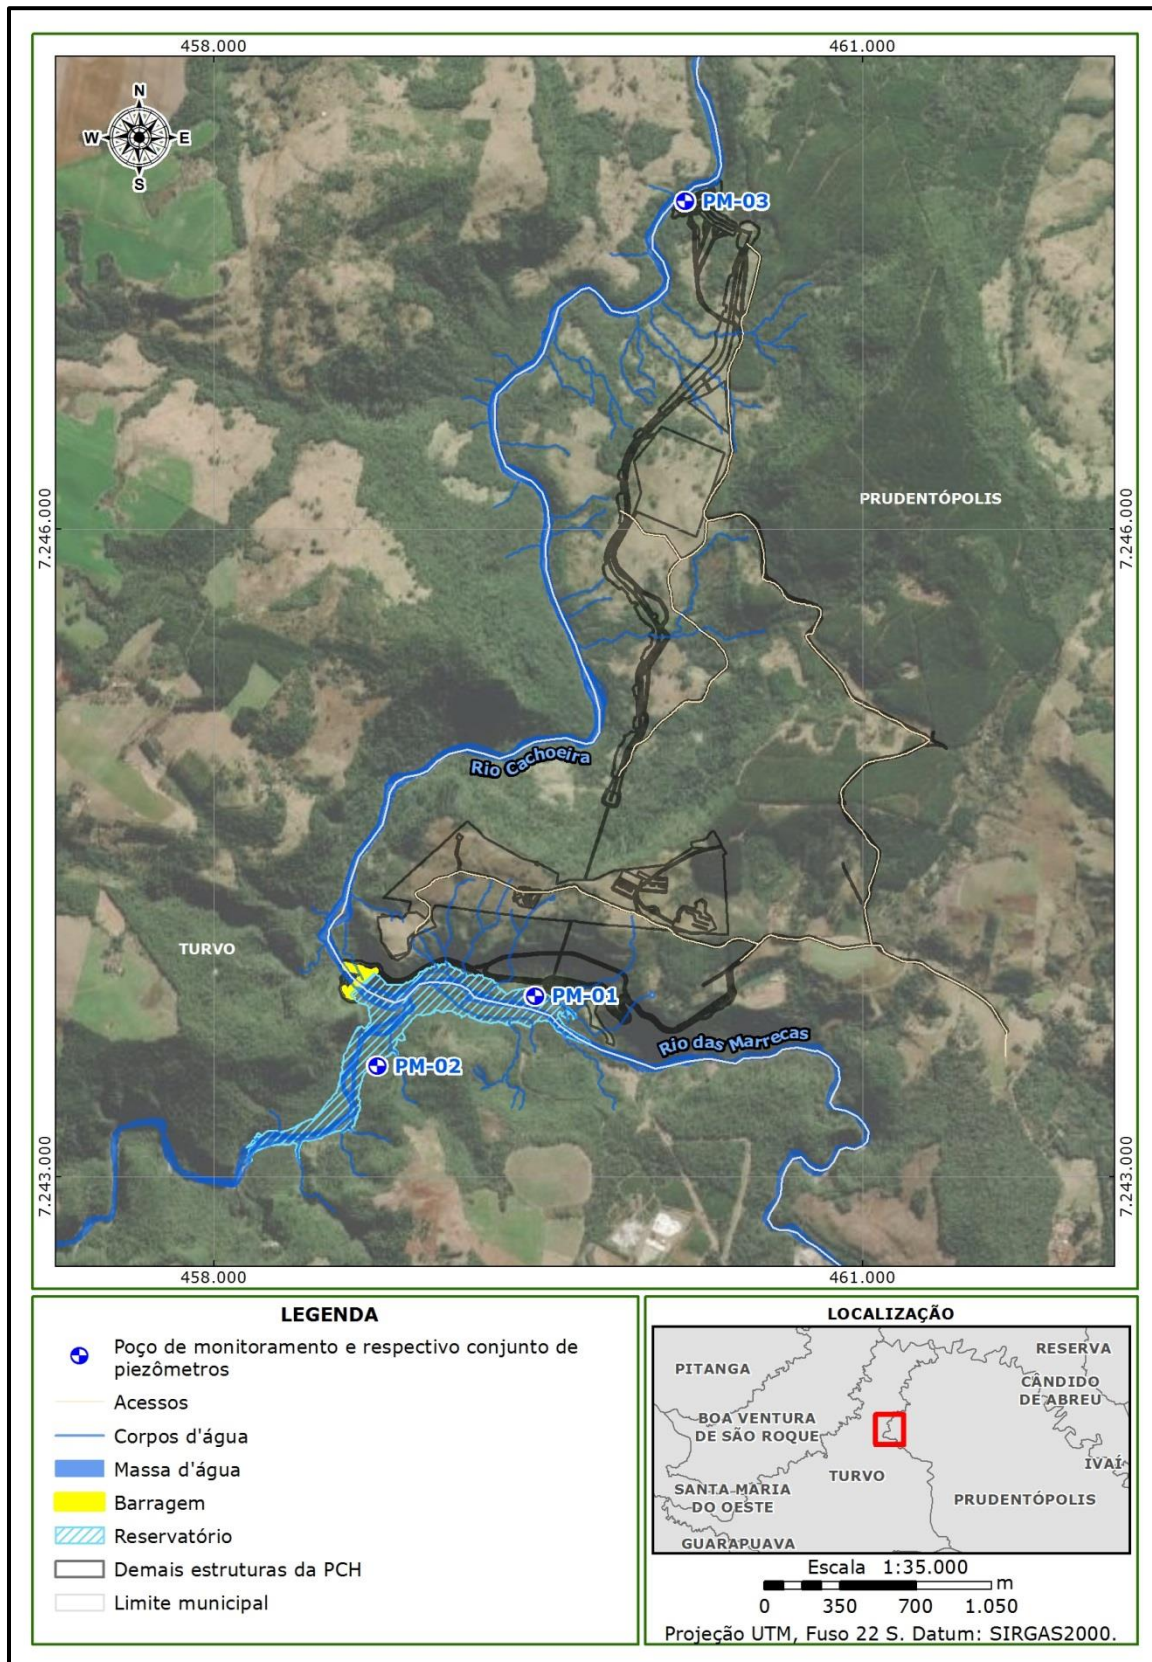 458.000
461.000
N
W
E
S
PM-03
PRUDENTÓPOLIS
7.246.000
7.246.000
Rio Cachoeira
TURVO
PM-01
Rio das Marrecas
PM-02
7.243.000
7.243.000
458.000
461.000
LEGENDA
Poço de monitoramento e respectivo conjunto de
piezômetros
Acessos
Corpos d'água
Massa d'água
Barragem
Reservatório
Demais estruturas da PCH
Limite municipal
LOCALIZAÇÃO
RESERVA
PITANGA
CÂNDIDO
DE ABREU
BOA VENTURA
DE SÃO ROQUE
IVAÍ
TURVO
SANTA MARIA
DO OESTE
PRUDENTÓPOLIS
GUARAPUAVA
Escala 1:35.000
m
0 350 700 1.050
Projeção UTM, Fuso 22 S. Datum: SIRGAS2000.